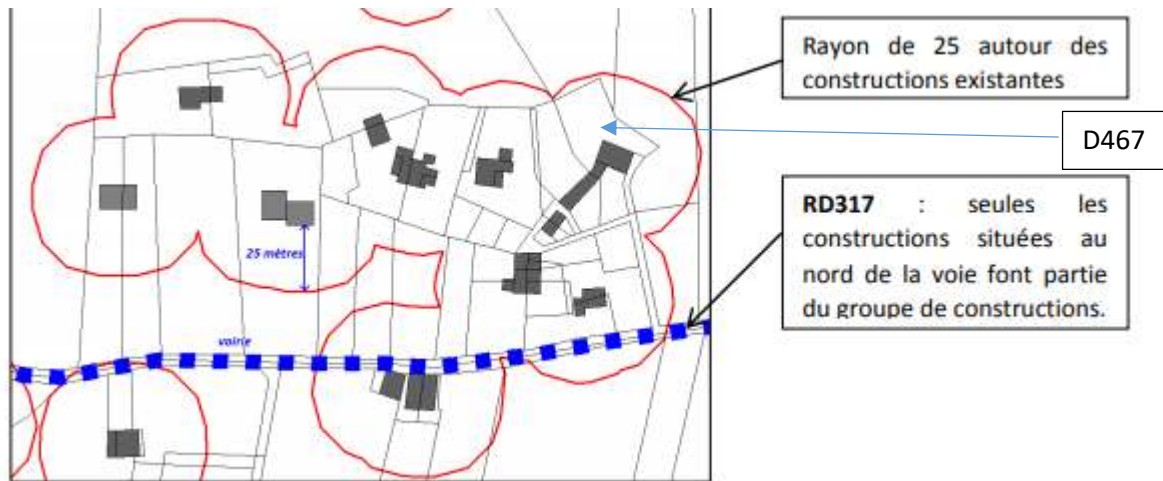 Rayon de 25 autour des
constructions existantes
D467
RD317 : seules les
constructions situées au
nord de la voie font partie
du groupe de constructions.
25 mètres
voirie